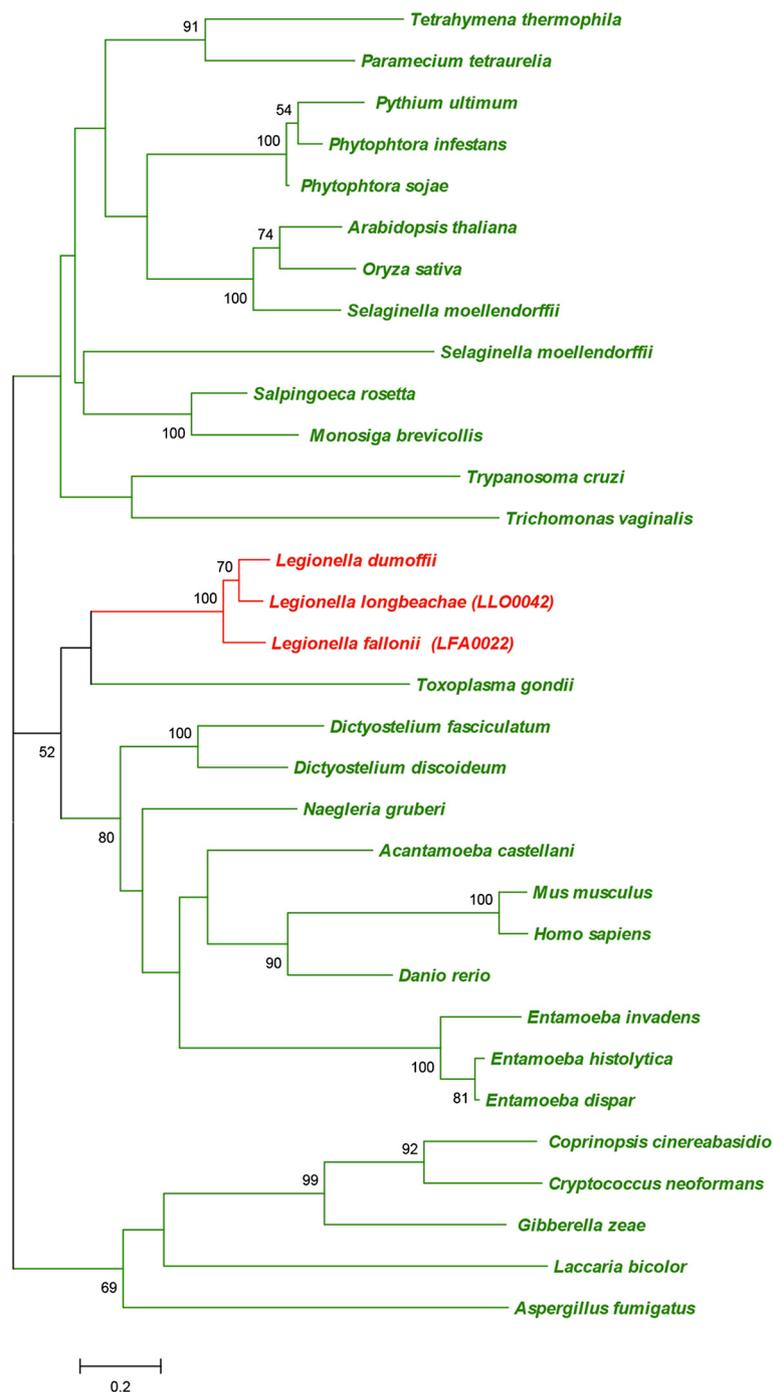 91
Tetrahymena thermophila
Paramecium tetraurelia
54
Pythium ultimum
100
Phytophtora infestans
Phytophtora sojae
74
Arabidopsis thaliana
Oryza sativa
100
Selaginella moellendorffii
Selaginella moellendorffii
Salpingoeca rosetta
100
Monosiga brevicollis
Trypanosoma cruzi
Trichomonas vaginalis
70
Legionella dumoffii
100
Legionella longbeachae (LLO0042)
Legionella fallonii (LFA0022)
Toxoplasma gondii
52
100
Dictyostelium fasciculatum
Dictyostelium discoideum
80
Naegleria gruberi
Acantamoeba castellani
100
Mus musculus
Homo sapiens
90
Danio rerio
Entamoeba invadens
100
Entamoeba histolytica
81
Entamoeba dispar
92
Coprinopsis cinereabasidio
99
Cryptococcus neoformans
Gibberella zeae
69
Laccaria bicolor
Aspergillus fumigatus
0.2